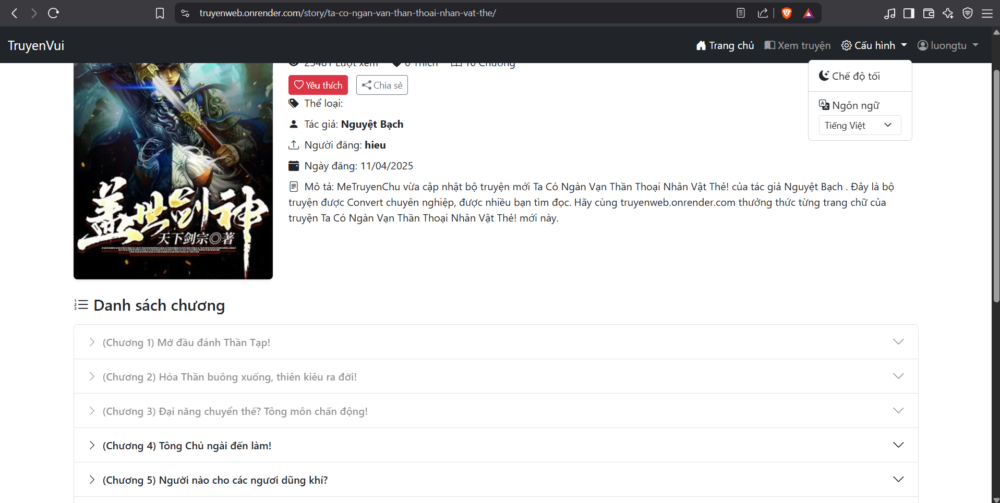 truyenweb.onrender.com/story/ta-co-ngan-van-than-thoai-nhan-vat-the/
TruyenVui
Trang chủ
Xem truyện
Cấu hình
luongtu
23481 Lượt xem
0 Thích
10 Chương
Chế độ tối
Yêu thích
Chia sẻ
Thể loại:
Ngôn ngữ
Tiếng Việt
Tác giả: Nguyệt Bạch
Người đăng: hieu
Ngày đăng: 11/04/2025
Mô tả: MeTruyenChu vừa cập nhật bộ truyện mới Ta Có Ngàn Vạn Thần Thoại Nhân Vật Thẻ! của tác giả Nguyệt Bạch . Đây là bộ
truyện được Convert chuyên nghiệp, được nhiều bạn tìm đọc. Hãy cùng truyenweb.onrender.com thưởng thức từng trang chữ của
truyện Ta Có Ngàn Vạn Thần Thoại Nhân Vật Thẻ! mới này.
盖世剑神
天下剑宗◎著
Danh sách chương
(Chương 1) Mở đầu đánh Thần Tạp!
(Chương 2) Hỏa Thần buông xuống, thiên kiêu ra đời!
(Chương 3) Đại năng chuyển thế? Tông môn chấn động!
(Chương 4) Tông Chủ ngài đến làm!
(Chương 5) Người nào cho các ngươi dũng khí?